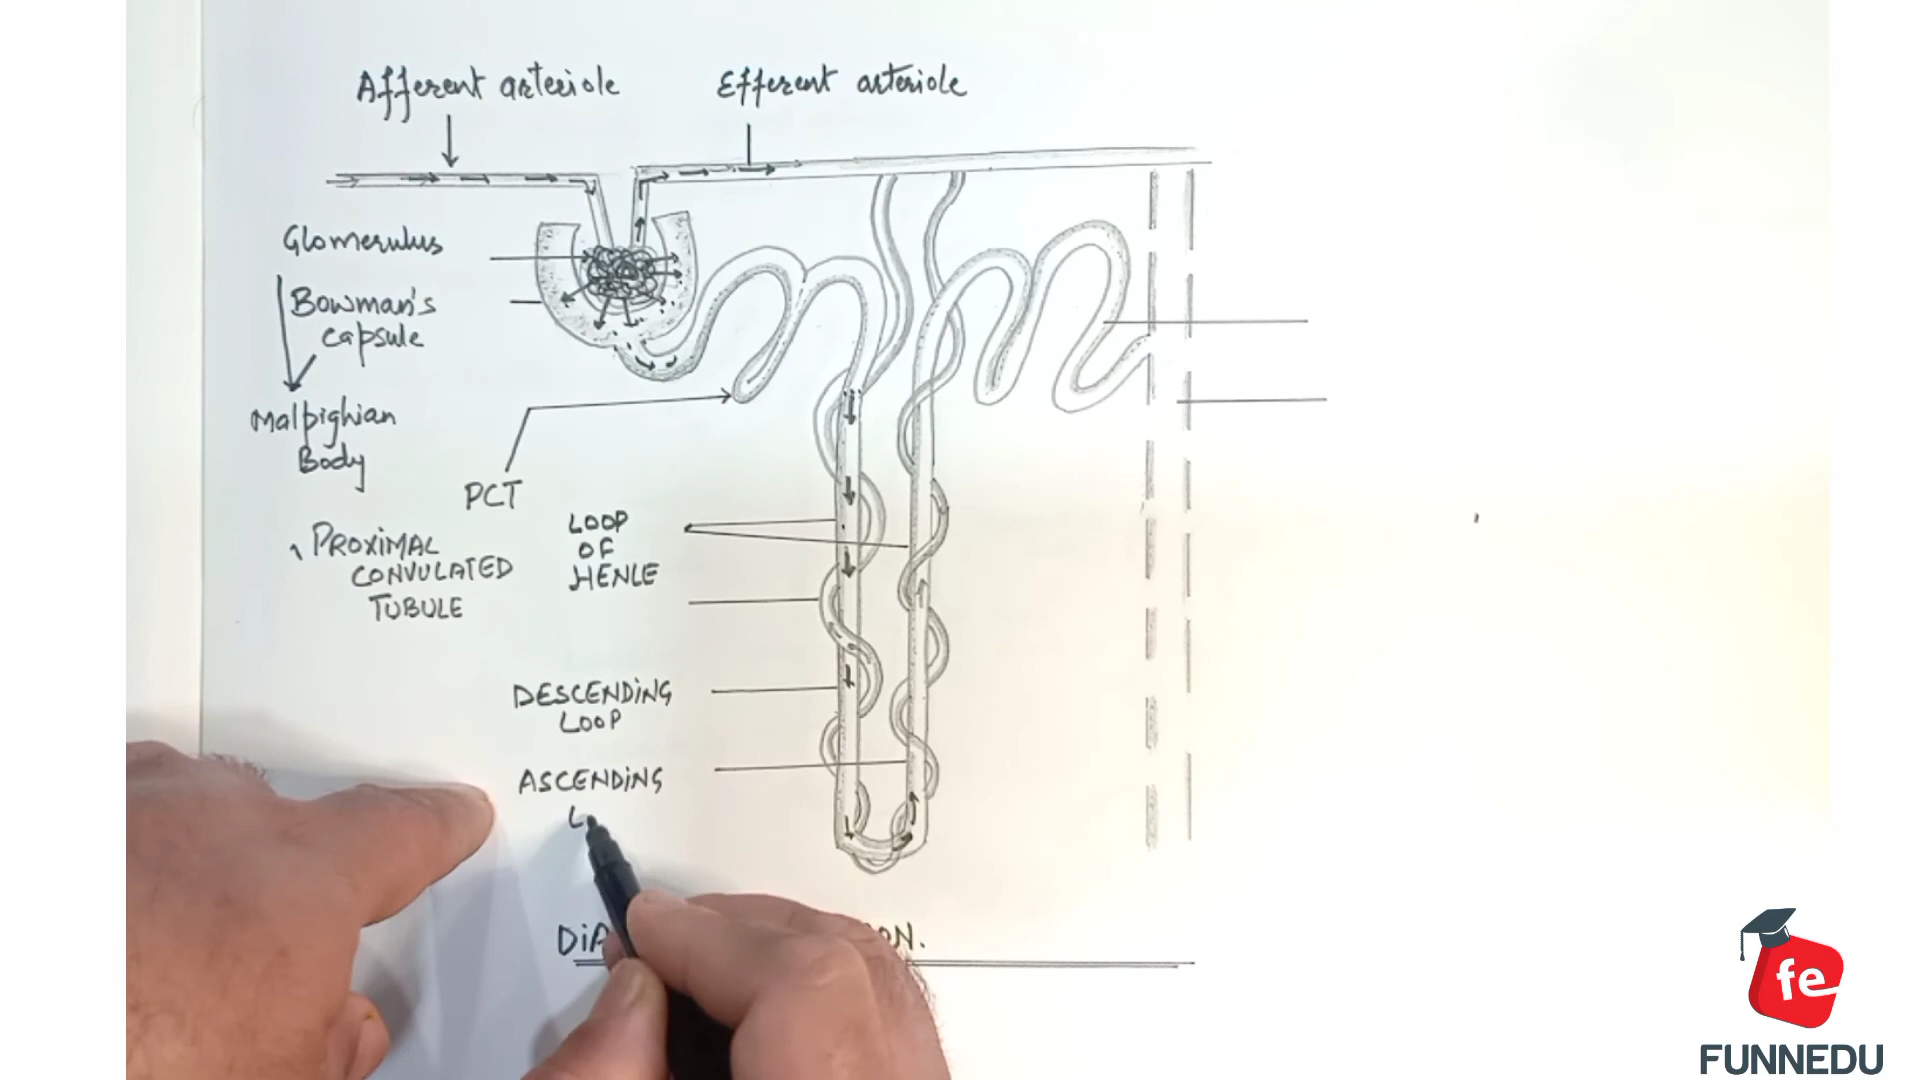 Afferent arteriole
Efferent arteriole
Glomerulus
Bowman's
capsule
Malpighian
Body
PCT
PROXIMAL
CONVULATED
TUBULE
LOOP
OF
HENLE
DESCENDING
LOOP
ASCENDING
L
fe
FUNNEDU